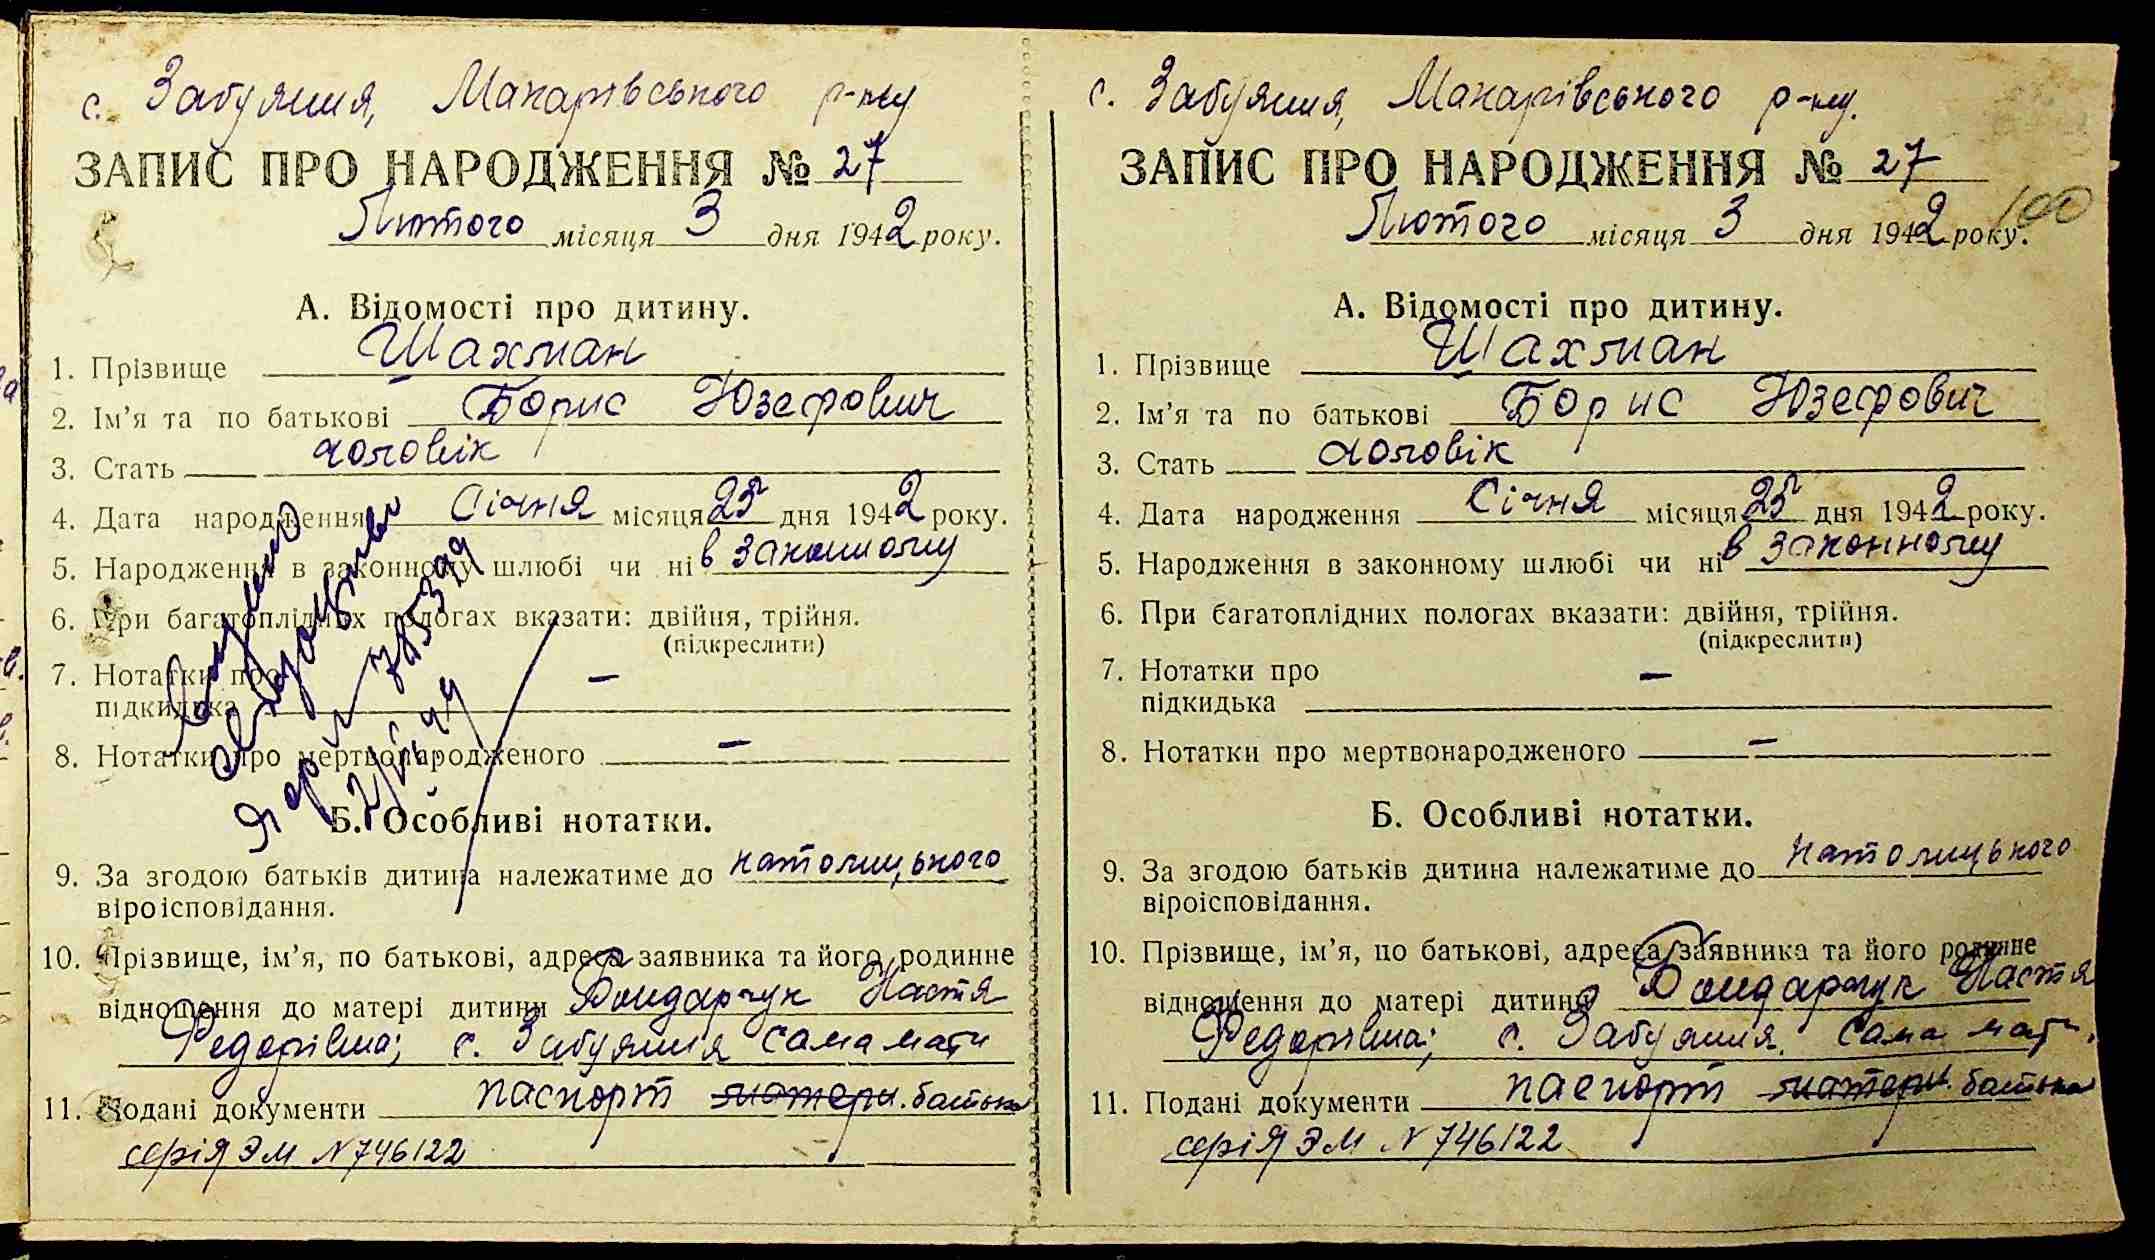 с. Забуяння, Макарівського р-ну
ЗАПИС ПРО НАРОДЖЕННЯ № 27
Лютого місяця 3 дня 1942 року.
А. Відомості про дитину.
1. Прізвище Шахман
2. Ім'я та по батькові Борис Юзефович
3. Стать чоловік
4. Дата народження Січня місяця 25 дня 1942 року.
5. Народження в законному шлюбі чи ні в законному
6. При багатоплідних пологах вказати: двійня, трійня.
(підкреслити)
7. Нотатки про
підкидька —
8. Нотатки про мертвонародженого —
Б. Особливі нотатки.
9. За згодою батьків дитина належатиме до католицького
віроісповідання.
10. Прізвище, ім'я, по батькові, адреса заявника та його родинне
відношення до матері дитини Бондарчук Настя
Федорівна; с. Забуяння сама мати
11. Подані документи паспорт матери. батька
серія ЭМ N 746122
свидетельство
с. Забуяння, Макарівського р-ну.
ЗАПИС ПРО НАРОДЖЕННЯ № 27
100
Лютого місяця 3 дня 1942 року.
А. Відомості про дитину.
1. Прізвище Шахман
2. Ім'я та по батькові Борис Юзефович
3. Стать чоловік
4. Дата народження Січня місяця 25 дня 1942 року.
5. Народження в законному шлюбі чи ні в законному
6. При багатоплідних пологах вказати: двійня, трійня.
(підкреслити)
7. Нотатки про
підкидька —
8. Нотатки про мертвонародженого —
Б. Особливі нотатки.
9. За згодою батьків дитина належатиме до католицького
віроісповідання.
10. Прізвище, ім'я, по батькові, адреса заявника та його родинне
відношення до матері дитини Бондарчук Настя
Федорівна; с. Забуяння. Сама мати.
11. Подані документи паспорт матери. батька
серія ЭМ N 746122